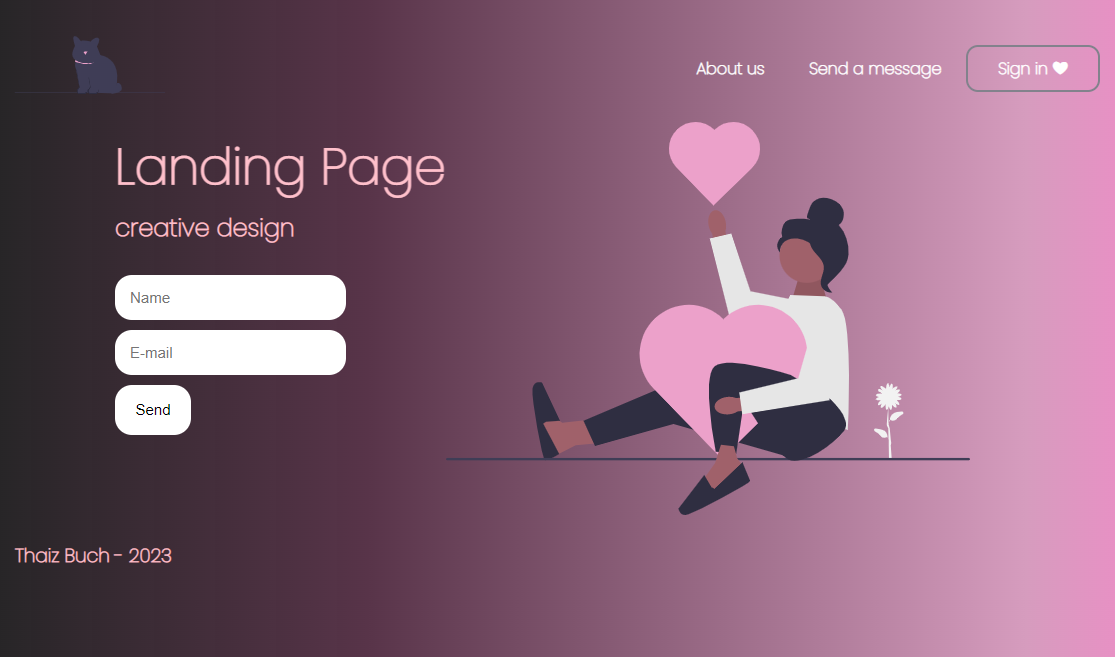 About us
Send a message
Sign in
Landing Page
creative design
Name
E-mail
Send
Thaiz Buch - 2023